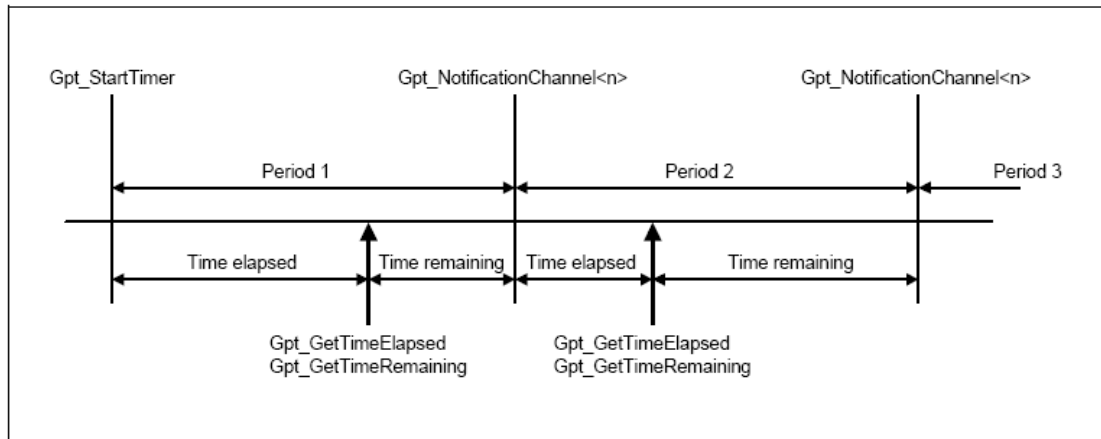 Gpt_StartTimer
Gpt_NotificationChannel<n>
Gpt_NotificationChannel<n>
Period 1
Period 2
Period 3
Time elapsed
Time remaining
Time elapsed
Time remaining
Gpt_GetTimeElapsed
Gpt_GetTimeRemaining
Gpt_GetTimeElapsed
Gpt_GetTimeRemaining